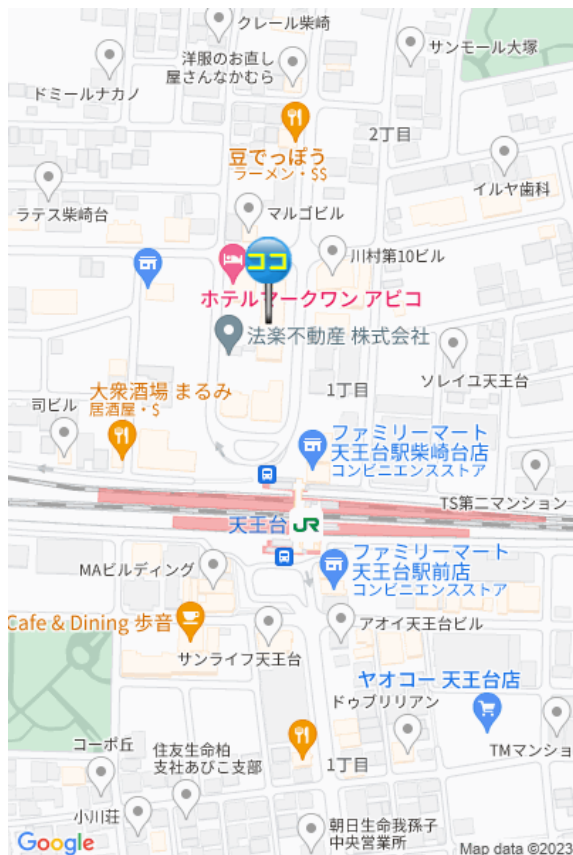 クレール柴崎
サンモール大塚
洋服のお直し
屋さんなかむら
ドミールナカノ
2丁目
豆でっぽう
ラーメン・$$
イルヤ歯科
ラテス柴崎台
マルゴビル
川村第10ビル
ココ
ホテルマークワン アビコ
法楽不動産 株式会社
ソレイユ天王台
大衆酒場 まるみ
居酒屋・$
1丁目
司ビル
ファミリーマート
天王台駅柴崎台店
コンビニエンスストア
TS第二マンション
天王台
JR
MAビルディング
ファミリーマート
天王台駅前店
コンビニエンスストア
Cafe & Dining 歩音
アオイ天王台ビル
サンライフ天王台
ヤオコー 天王台店
ドゥブリリアン
コーポ丘
住友生命柏
支社あびこ支部
1丁目
TMマンショ
小川荘
朝日生命我孫子
中央営業所
Google
Map data ©2023